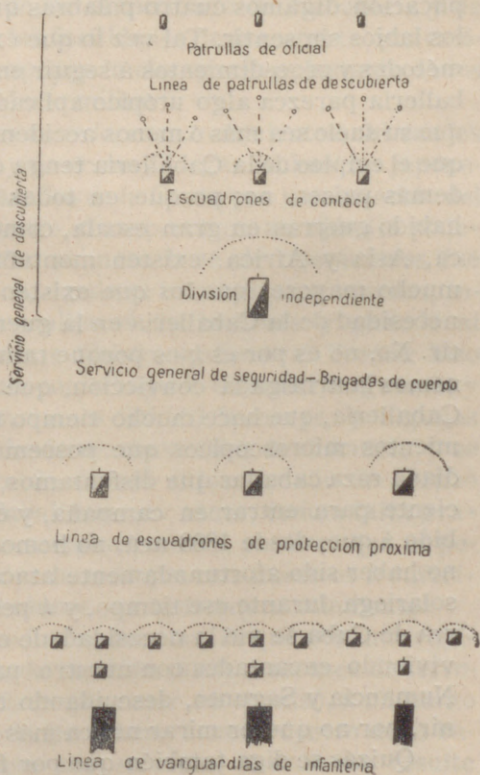 Patrullas de oficial
Linea de patrullas de descubierta
Escuadrones de contacto
Servicio general de descubierta
Division independiente
Servicio general de seguridad - Brigadas de cuerpo
Linea de escuadrones de proteccion proxima
Linea de vanguardias de infanteria